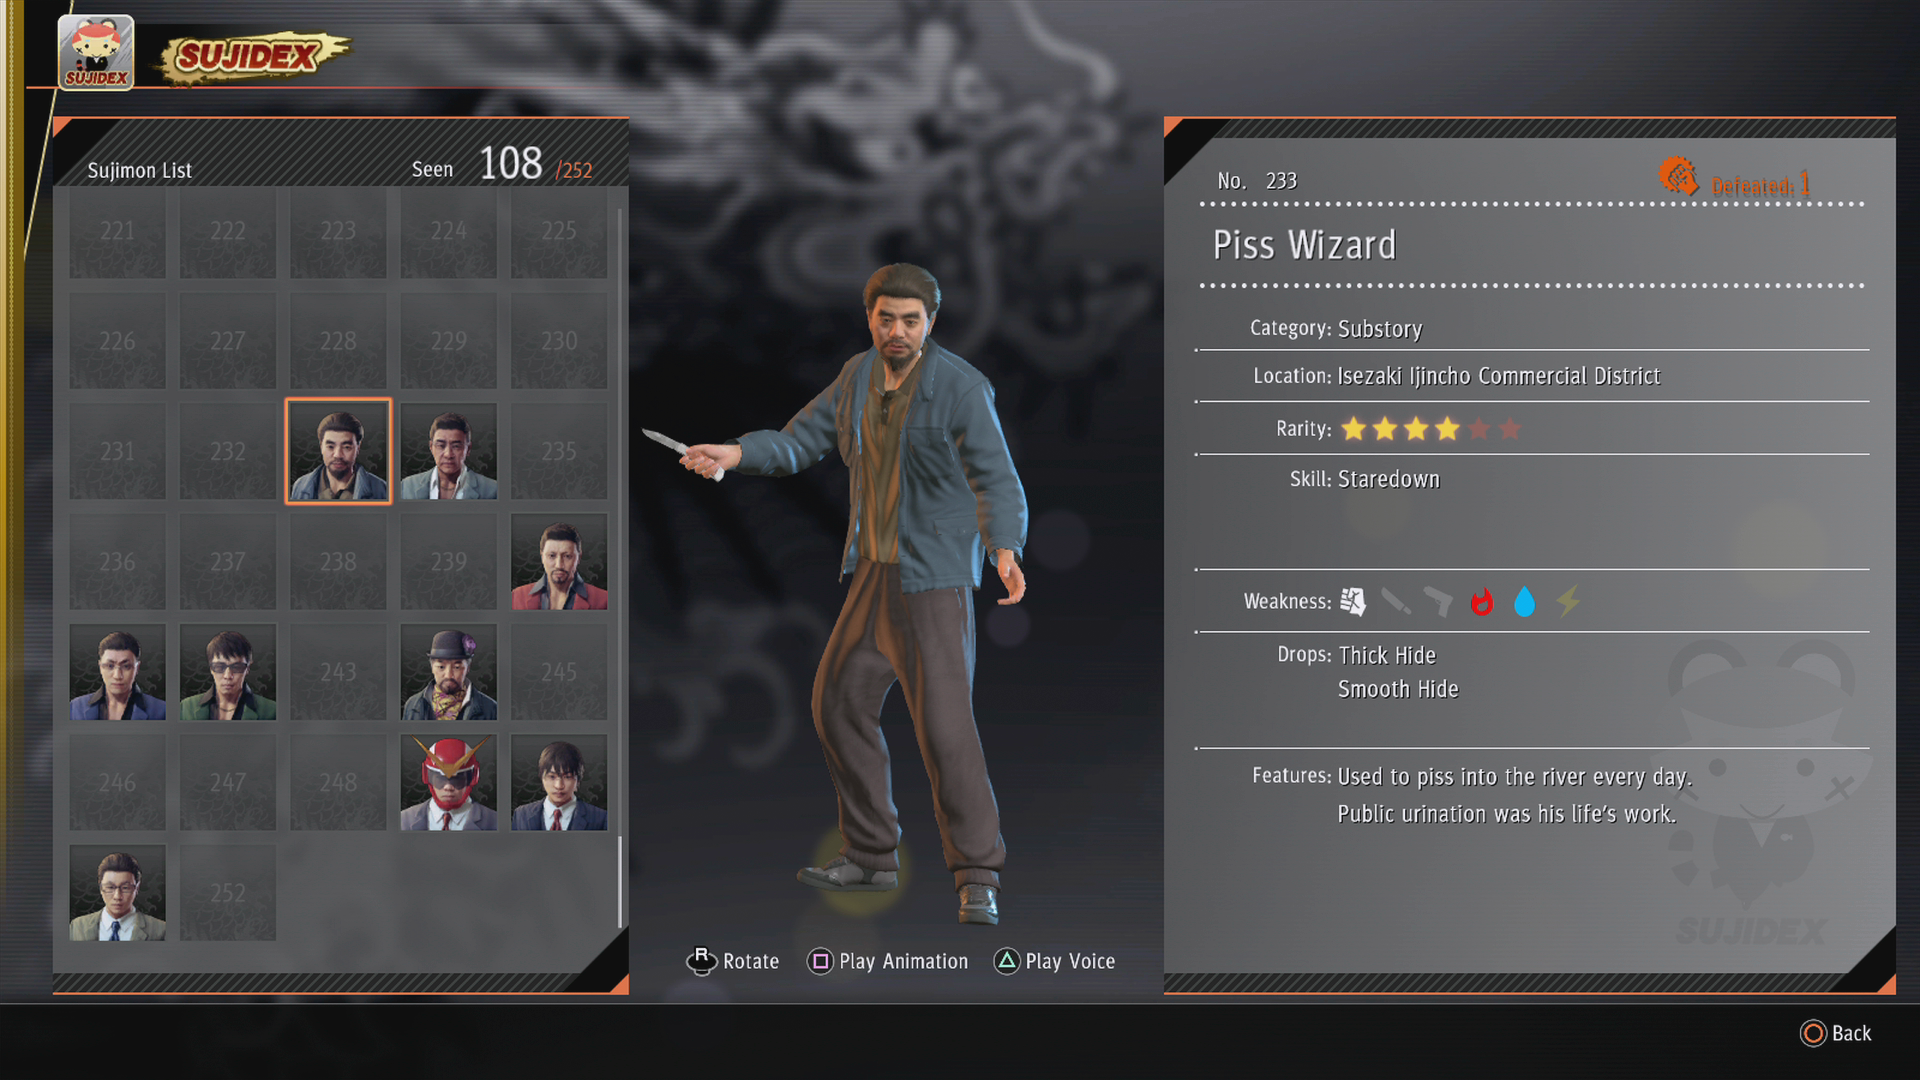 SUJIDEX
SUJIDEX
Sujimon List
Seen 108 /252
221 222 223 224 225
226 227 228 229 230
231 232 235
236 237 238 239
243 245
246 247 248
252
R Rotate
Play Animation
Play Voice
No. 233
Defeated: 1
Piss Wizard
Category: Substory
Location: Isezaki Ijincho Commercial District
Rarity:
Skill: Staredown
Weakness:
Drops: Thick Hide
Smooth Hide
Features: Used to piss into the river every day.
Public urination was his life's work.
SUJIDEX
Back